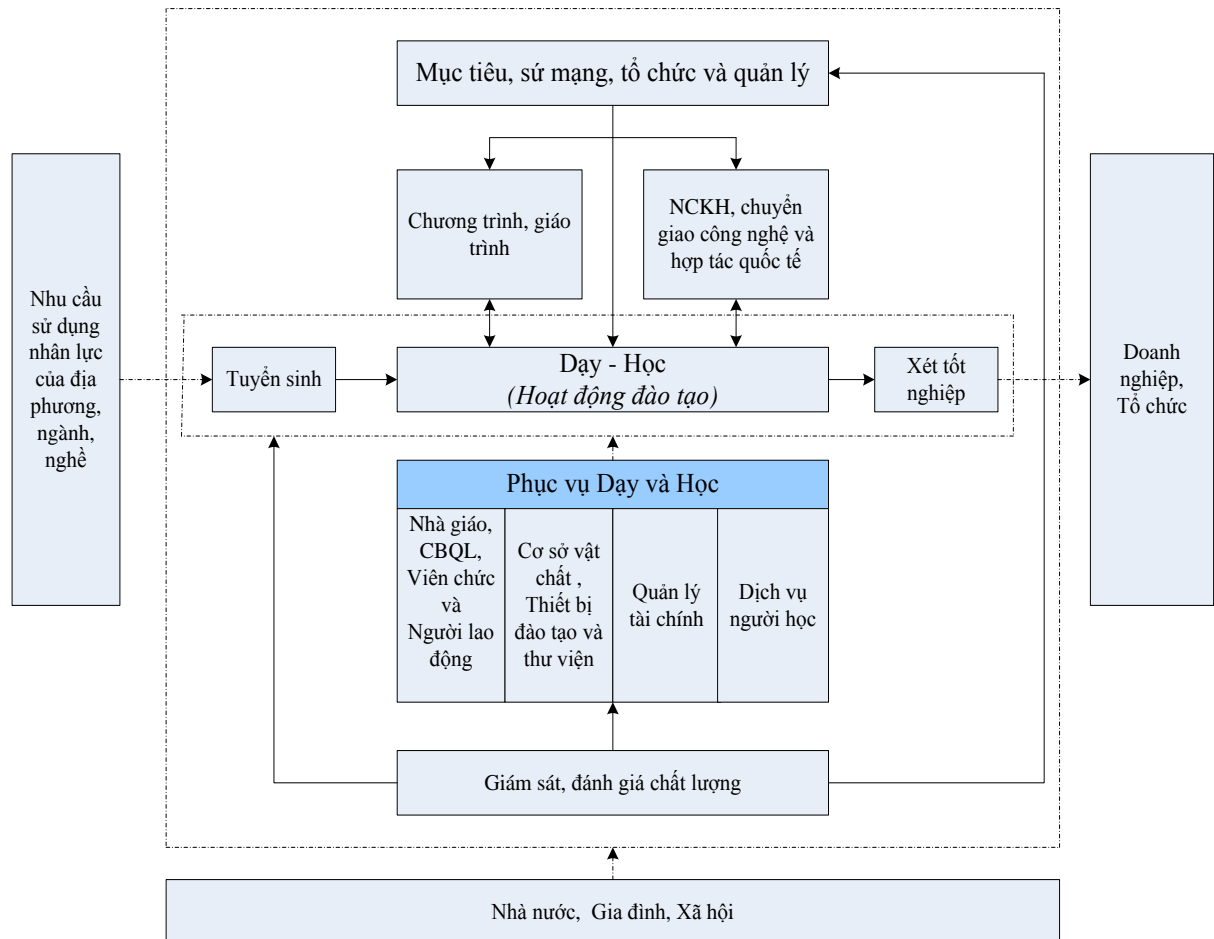 Mục tiêu, sứ mạng, tổ chức và quản lý
Chương trình, giáo
trình
NCKH, chuyển
giao công nghệ và
hợp tác quốc tế
Nhu cầu
sử dụng
nhân lực
của địa
phương,
ngành,
nghề
Tuyển sinh
Dạy - Học
(Hoạt động đào tạo)
Xét tốt
nghiệp
Doanh
nghiệp,
Tổ chức
Phục vụ Dạy và Học
Nhà giáo,
CBQL,
Viên chức
và
Người lao
động
Cơ sở vật
chất ,
Thiết bị
đào tạo và
thư viện
Quản lý
tài chính
Dịch vụ
người học
Giám sát, đánh giá chất lượng
Nhà nước, Gia đình, Xã hội